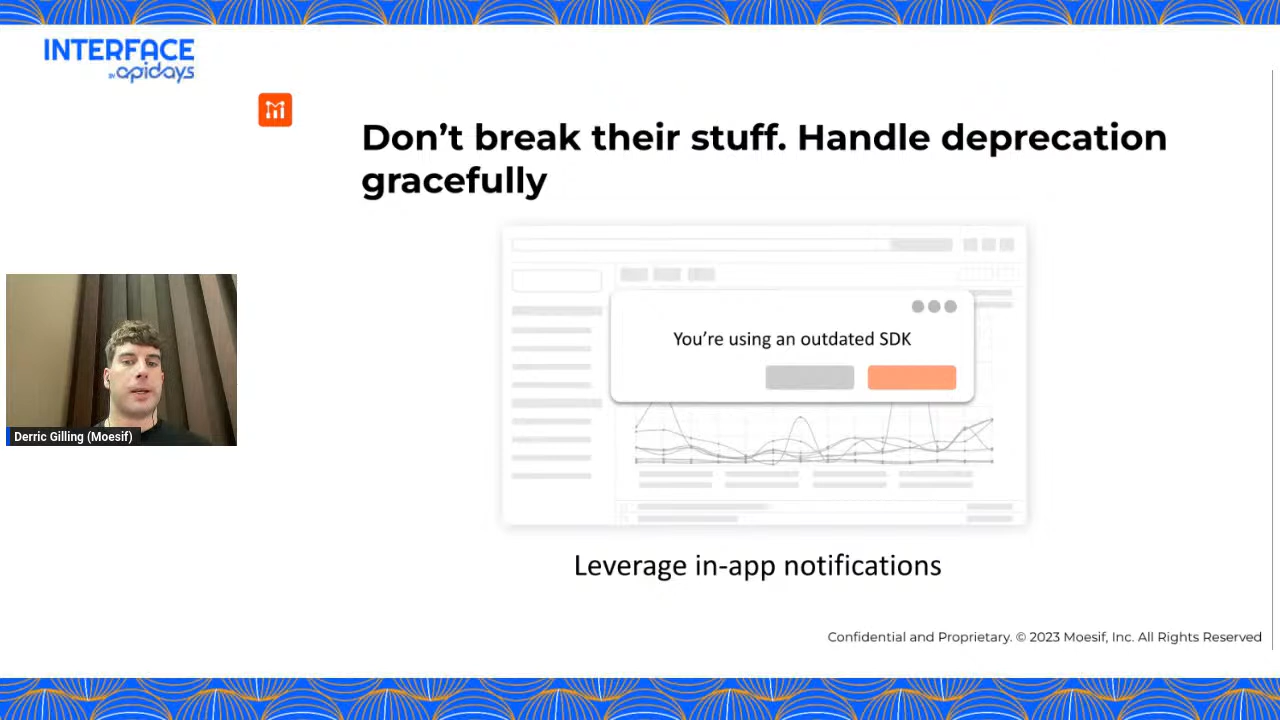 INTERFACE
BY apidays
Don’t break their stuff. Handle deprecation
gracefully
You’re using an outdated SDK
Derric Gilling (Moesif)
Leverage in-app notifications
Confidential and Proprietary. © 2023 Moesif, Inc. All Rights Reserved